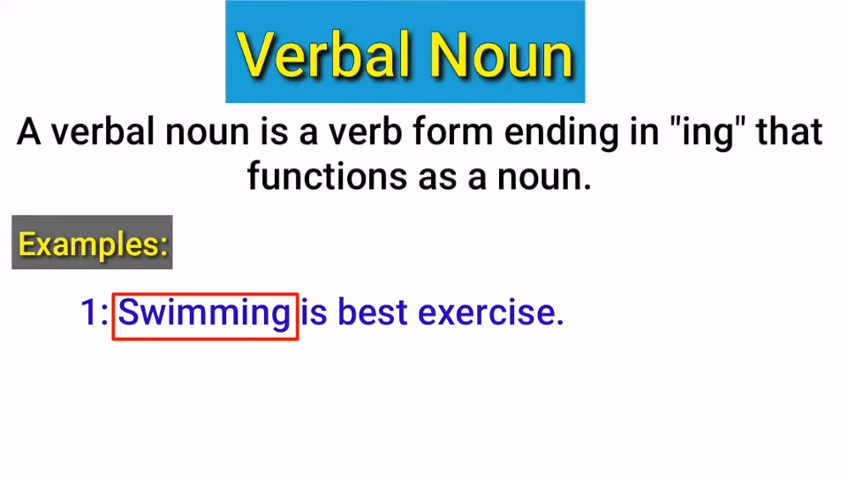 Verbal Noun
A verbal noun is a verb form ending in "ing" that
functions as a noun.
Examples:
1: Swimming is best exercise.